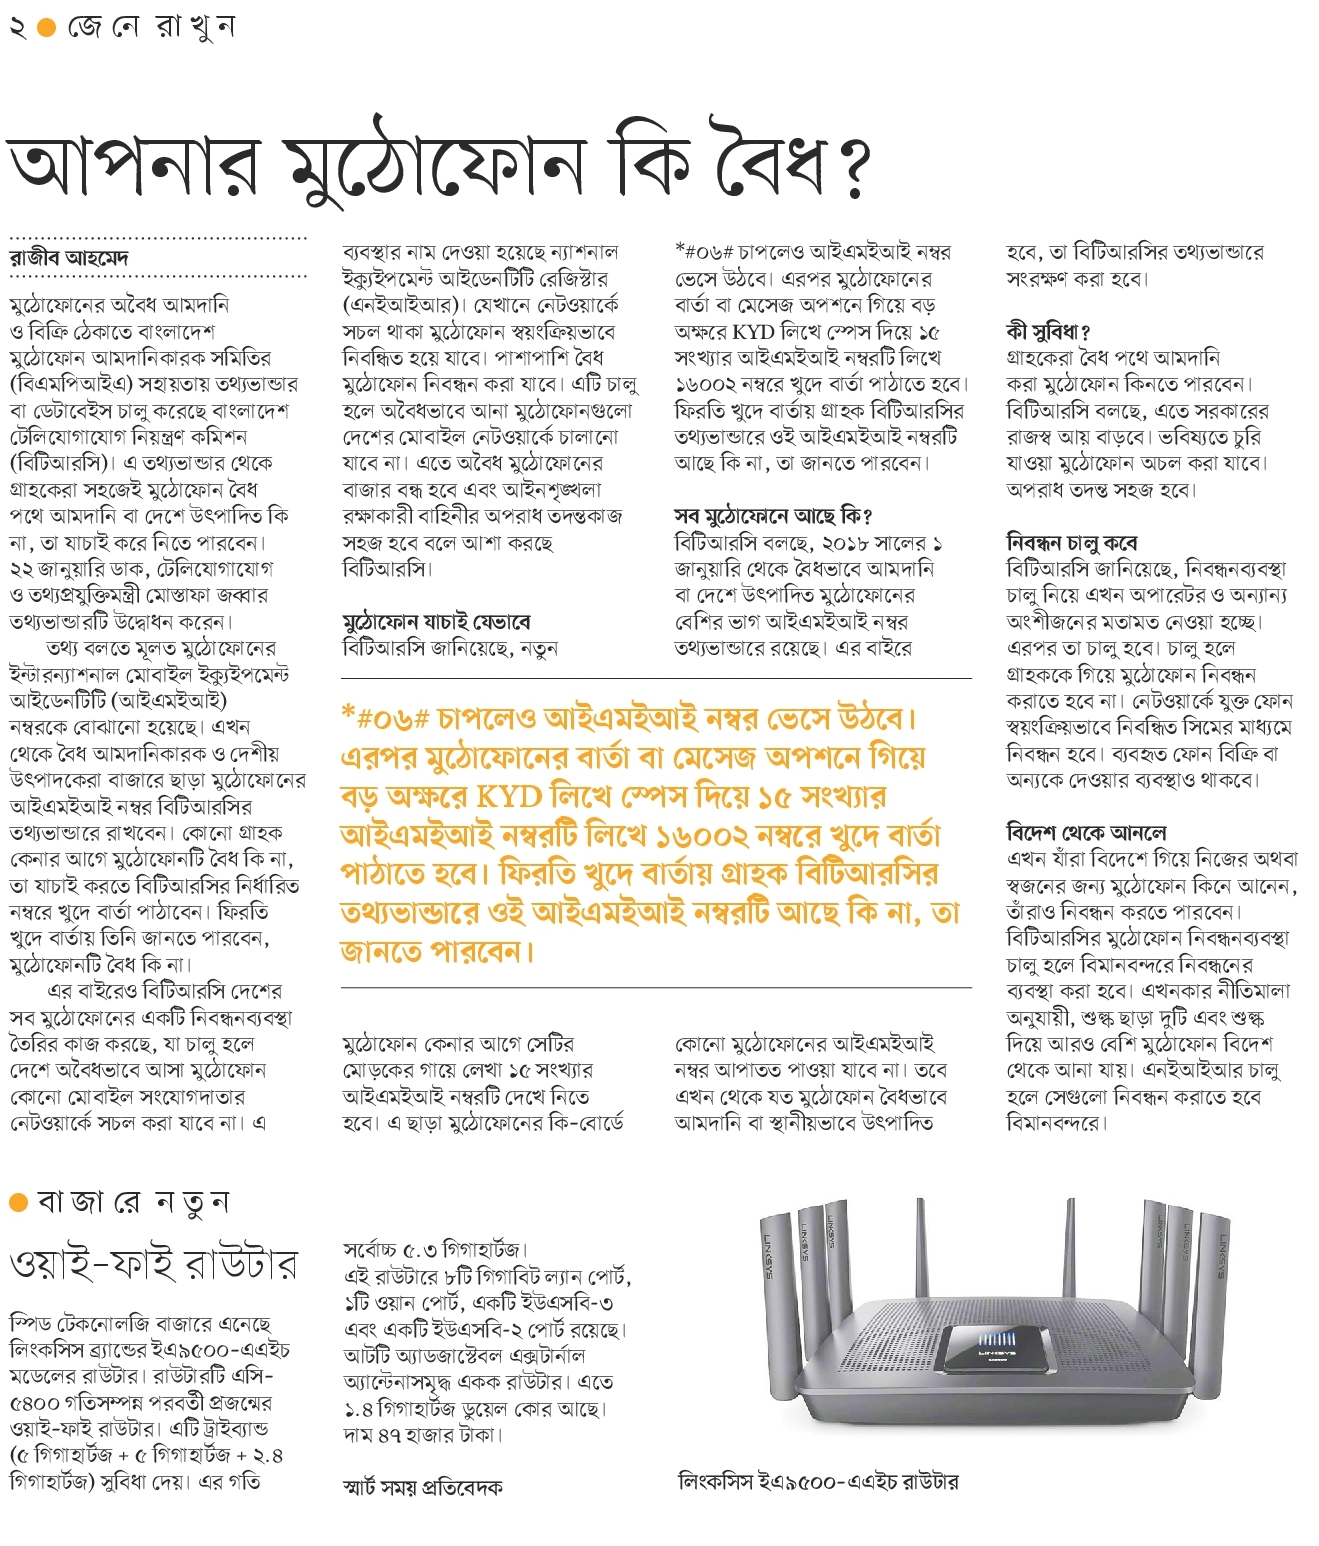 ২ ● জেনে রাখুন
আপনার মুঠোফোন কি বৈধ?
রাজীব আহমেদ
মুঠোফোনের অবৈধ আমদানি
ও বিক্রি ঠেকাতে বাংলাদেশ
মুঠোফোন আমদানিকারক সমিতির
(বিএমপিআইএ) সহায়তায় তথ্যভান্ডার
বা ডেটাবেইস চালু করেছে বাংলাদেশ
টেলিযোগাযোগ নিয়ন্ত্রণ কমিশন
(বিটিআরসি)। এ তথ্যভান্ডার থেকে
গ্রাহকেরা সহজেই মুঠোফোন বৈধ
পথে আমদানি বা দেশে উৎপাদিত কি
না, তা যাচাই করে নিতে পারবেন।
২২ জানুয়ারি ডাক, টেলিযোগাযোগ
ও তথ্যপ্রযুক্তিমন্ত্রী মোস্তাফা জব্বার
তথ্যভান্ডারটি উদ্বোধন করেন।
তথ্য বলতে মূলত মুঠোফোনের
ইন্টারন্যাশনাল মোবাইল ইক্যুইপমেন্ট
আইডেনটিটি (আইএমইআই)
নম্বরকে বোঝানো হয়েছে। এখন
থেকে বৈধ আমদানিকারক ও দেশীয়
উৎপাদকেরা বাজারে ছাড়া মুঠোফোনের
আইএমইআই নম্বর বিটিআরসির
তথ্যভান্ডারে রাখবেন। কোনো গ্রাহক
কেনার আগে মুঠোফোনটি বৈধ কি না,
তা যাচাই করতে বিটিআরসির নির্ধারিত
নম্বরে খুদে বার্তা পাঠাবেন। ফিরতি
খুদে বার্তায় তিনি জানতে পারবেন,
মুঠোফোনটি বৈধ কি না।
এর বাইরেও বিটিআরসি দেশের
সব মুঠোফোনের একটি নিবন্ধনব্যবস্থা
তৈরির কাজ করছে, যা চালু হলে
দেশে অবৈধভাবে আসা মুঠোফোন
কোনো মোবাইল সংযোগদাতার
নেটওয়ার্কে সচল করা যাবে না। এ
ব্যবস্থার নাম দেওয়া হয়েছে ন্যাশনাল
ইক্যুইপমেন্ট আইডেনটিটি রেজিস্টার
(এনইআইআর)। যেখানে নেটওয়ার্কে
সচল থাকা মুঠোফোন স্বয়ংক্রিয়ভাবে
নিবন্ধিত হয়ে যাবে। পাশাপাশি বৈধ
মুঠোফোন নিবন্ধন করা যাবে। এটি চালু
হলে অবৈধভাবে আনা মুঠোফোনগুলো
দেশের মোবাইল নেটওয়ার্কে চালানো
যাবে না। এতে অবৈধ মুঠোফোনের
বাজার বন্ধ হবে এবং আইনশৃঙ্খলা
রক্ষাকারী বাহিনীর অপরাধ তদন্তকাজ
সহজ হবে বলে আশা করছে
বিটিআরসি।
মুঠোফোন যাচাই যেভাবে
বিটিআরসি জানিয়েছে, নতুন
মুঠোফোন কেনার আগে সেটির
মোড়কের গায়ে লেখা ১৫ সংখ্যার
আইএমইআই নম্বরটি দেখে নিতে
হবে। এ ছাড়া মুঠোফোনের কি-বোর্ডে
*#০৬# চাপলেও আইএমইআই নম্বর
ভেসে উঠবে। এরপর মুঠোফোনের
বার্তা বা মেসেজ অপশনে গিয়ে বড়
অক্ষরে KYD লিখে স্পেস দিয়ে ১৫
সংখ্যার আইএমইআই নম্বরটি লিখে
১৬০০২ নম্বরে খুদে বার্তা পাঠাতে হবে।
ফিরতি খুদে বার্তায় গ্রাহক বিটিআরসির
তথ্যভান্ডারে ওই আইএমইআই নম্বরটি
আছে কি না, তা জানতে পারবেন।
সব মুঠোফোনে আছে কি?
বিটিআরসি বলছে, ২০১৮ সালের ১
জানুয়ারি থেকে বৈধভাবে আমদানি
বা দেশে উৎপাদিত মুঠোফোনের
বেশির ভাগ আইএমইআই নম্বর
তথ্যভান্ডারে রয়েছে। এর বাইরে
কোনো মুঠোফোনের আইএমইআই
নম্বর আপাতত পাওয়া যাবে না। তবে
এখন থেকে যত মুঠোফোন বৈধভাবে
আমদানি বা স্থানীয়ভাবে উৎপাদিত
*#০৬# চাপলেও আইএমইআই নম্বর ভেসে উঠবে।
এরপর মুঠোফোনের বার্তা বা মেসেজ অপশনে গিয়ে
বড় অক্ষরে KYD লিখে স্পেস দিয়ে ১৫ সংখ্যার
আইএমইআই নম্বরটি লিখে ১৬০০২ নম্বরে খুদে বার্তা
পাঠাতে হবে। ফিরতি খুদে বার্তায় গ্রাহক বিটিআরসির
তথ্যভান্ডারে ওই আইএমইআই নম্বরটি আছে কি না, তা
জানতে পারবেন।
হবে, তা বিটিআরসির তথ্যভান্ডারে
সংরক্ষণ করা হবে।
কী সুবিধা?
গ্রাহকেরা বৈধ পথে আমদানি
করা মুঠোফোন কিনতে পারবেন।
বিটিআরসি বলছে, এতে সরকারের
রাজস্ব আয় বাড়বে। ভবিষ্যতে চুরি
যাওয়া মুঠোফোন অচল করা যাবে।
অপরাধ তদন্ত সহজ হবে।
নিবন্ধন চালু কবে
বিটিআরসি জানিয়েছে, নিবন্ধনব্যবস্থা
চালু নিয়ে এখন অপারেটর ও অন্যান্য
অংশীজনের মতামত নেওয়া হচ্ছে।
এরপর তা চালু হবে। চালু হলে
গ্রাহককে গিয়ে মুঠোফোন নিবন্ধন
করাতে হবে না। নেটওয়ার্কে যুক্ত ফোন
স্বয়ংক্রিয়ভাবে নিবন্ধিত সিমের মাধ্যমে
নিবন্ধন হবে। ব্যবহৃত ফোন বিক্রি বা
অন্যকে দেওয়ার ব্যবস্থাও থাকবে।
বিদেশ থেকে আনলে
এখন যাঁরা বিদেশে গিয়ে নিজের অথবা
স্বজনের জন্য মুঠোফোন কিনে আনেন,
তাঁরাও নিবন্ধন করতে পারবেন।
বিটিআরসির মুঠোফোন নিবন্ধনব্যবস্থা
চালু হলে বিমানবন্দরে নিবন্ধনের
ব্যবস্থা করা হবে। এখনকার নীতিমালা
অনুযায়ী, শুল্ক ছাড়া দুটি এবং শুল্ক
দিয়ে আরও বেশি মুঠোফোন বিদেশ
থেকে আনা যায়। এনইআইআর চালু
হলে সেগুলো নিবন্ধন করাতে হবে
বিমানবন্দরে।
● বাজারে নতুন
ওয়াই-ফাই রাউটার
স্পিড টেকনোলজি বাজারে এনেছে
লিংকসিস ব্র্যান্ডের ইএ৯৫০০-এএইচ
মডেলের রাউটার। রাউটারটি এসি-
৫৪০০ গতিসম্পন্ন পরবর্তী প্রজন্মের
ওয়াই-ফাই রাউটার। এটি ট্রাইব্যান্ড
(৫ গিগাহার্টজ + ৫ গিগাহার্টজ + ২.৪
গিগাহার্টজ) সুবিধা দেয়। এর গতি
সর্বোচ্চ ৫.৩ গিগাহার্টজ।
এই রাউটারে ৮টি গিগাবিট ল্যান পোর্ট,
১টি ওয়ান পোর্ট, একটি ইউএসবি-৩
এবং একটি ইউএসবি-২ পোর্ট রয়েছে।
আটটি অ্যাডজাস্টেবল এক্সটার্নাল
অ্যান্টেনাসমৃদ্ধ একক রাউটার। এতে
১.৪ গিগাহার্টজ ডুয়েল কোর আছে।
দাম ৪৭ হাজার টাকা।
স্মার্ট সময় প্রতিবেদক
LINKSYS
LINKSYS
LINKSYS
LINKSYS
LINKSYS
LINKSYS
LINKSYS
লিংকসিস ইএ৯৫০০-এএইচ রাউটার